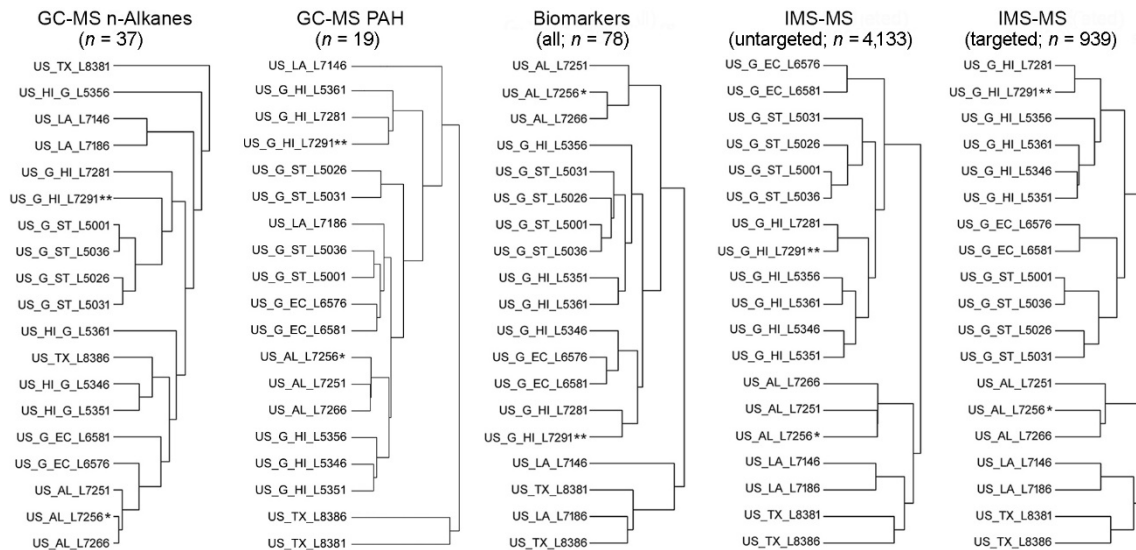 GC-MS n-Alkanes
(n = 37)
US_TX_L8381
US_HI_G_L5356
US_LA_L7146
US_LA_L7186
US_G_HI_L7281
US_G_HI_L7291**
US_G_ST_L5001
US_G_ST_L5036
US_G_ST_L5026
US_G_ST_L5031
US_HI_G_L5361
US_TX_L8386
US_HI_G_L5346
US_HI_G_L5351
US_G_EC_L6581
US_G_EC_L6576
US_AL_L7251
US_AL_L7256*
US_AL_L7266
GC-MS PAH
(n = 19)
US_LA_L7146
US_G_HI_L5361
US_G_HI_L7281
US_G_HI_L7291**
US_G_ST_L5026
US_G_ST_L5031
US_LA_L7186
US_G_ST_L5036
US_G_ST_L5001
US_G_EC_L6576
US_G_EC_L6581
US_AL_L7256*
US_AL_L7251
US_AL_L7266
US_G_HI_L5356
US_G_HI_L5346
US_G_HI_L5351
US_TX_L8386
US_TX_L8381
Biomarkers
(all; n = 78)
US_AL_L7251
US_AL_L7256*
US_AL_L7266
US_G_HI_L5356
US_G_ST_L5031
US_G_ST_L5026
US_G_ST_L5001
US_G_ST_L5036
US_G_HI_L5351
US_G_HI_L5361
US_G_HI_L5346
US_G_EC_L6576
US_G_EC_L6581
US_G_HI_L7281
US_G_HI_L7291**
US_LA_L7146
US_TX_L8381
US_LA_L7186
US_TX_L8386
IMS-MS
(untargeted; n = 4,133)
US_G_EC_L6576
US_G_EC_L6581
US_G_ST_L5031
US_G_ST_L5026
US_G_ST_L5001
US_G_ST_L5036
US_G_HI_L7281
US_G_HI_L7291**
US_G_HI_L5356
US_G_HI_L5361
US_G_HI_L5346
US_G_HI_L5351
US_AL_L7266
US_AL_L7251
US_AL_L7256*
US_LA_L7146
US_LA_L7186
US_TX_L8381
US_TX_L8386
IMS-MS
(targeted; n = 939)
US_G_HI_L7281
US_G_HI_L7291**
US_G_HI_L5356
US_G_HI_L5361
US_G_HI_L5346
US_G_HI_L5351
US_G_EC_L6576
US_G_EC_L6581
US_G_ST_L5001
US_G_ST_L5036
US_G_ST_L5026
US_G_ST_L5031
US_AL_L7251
US_AL_L7256*
US_AL_L7266
US_LA_L7146
US_LA_L7186
US_TX_L8381
US_TX_L8386